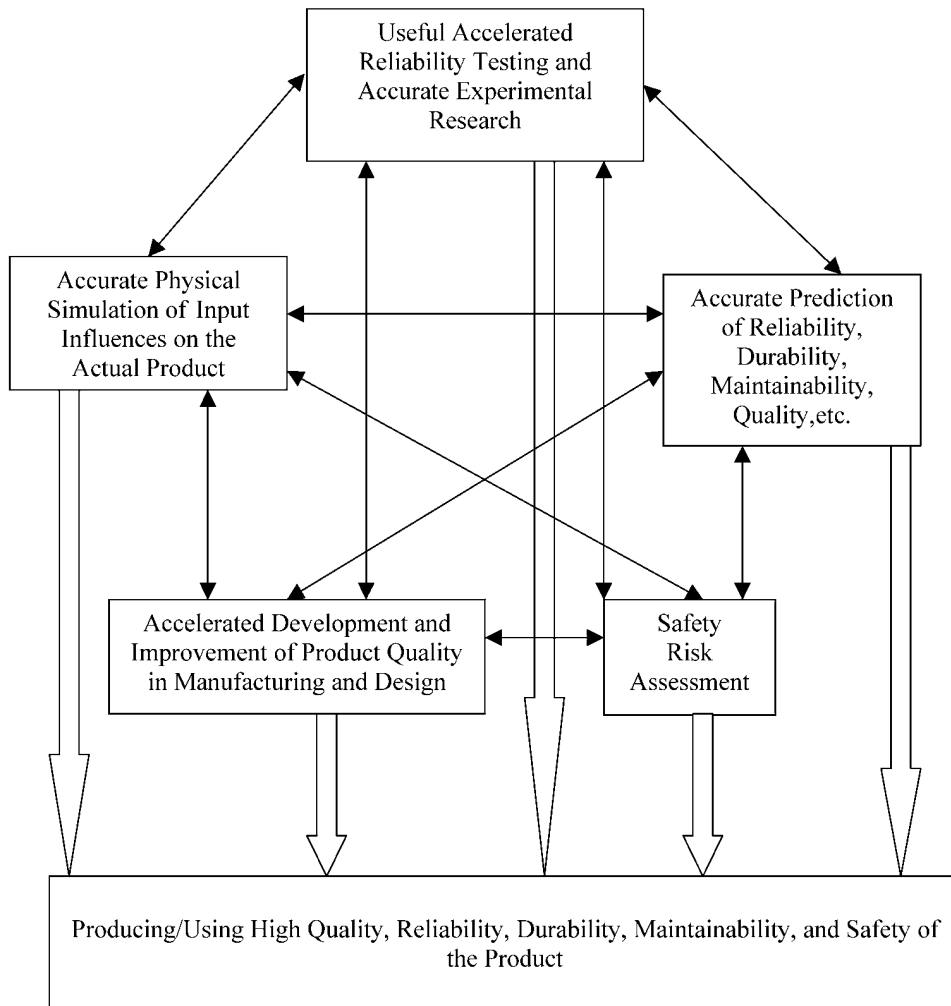 Useful Accelerated
Reliability Testing and
Accurate Experimental
Research
Accurate Physical
Simulation of Input
Influences on the
Actual Product
Accurate Prediction
of Reliability,
Durability,
Maintainability,
Quality,etc.
Accelerated Development and
Improvement of Product Quality
in Manufacturing and Design
Safety
Risk
Assessment
Producing/Using High Quality, Reliability, Durability, Maintainability, and Safety of
the Product